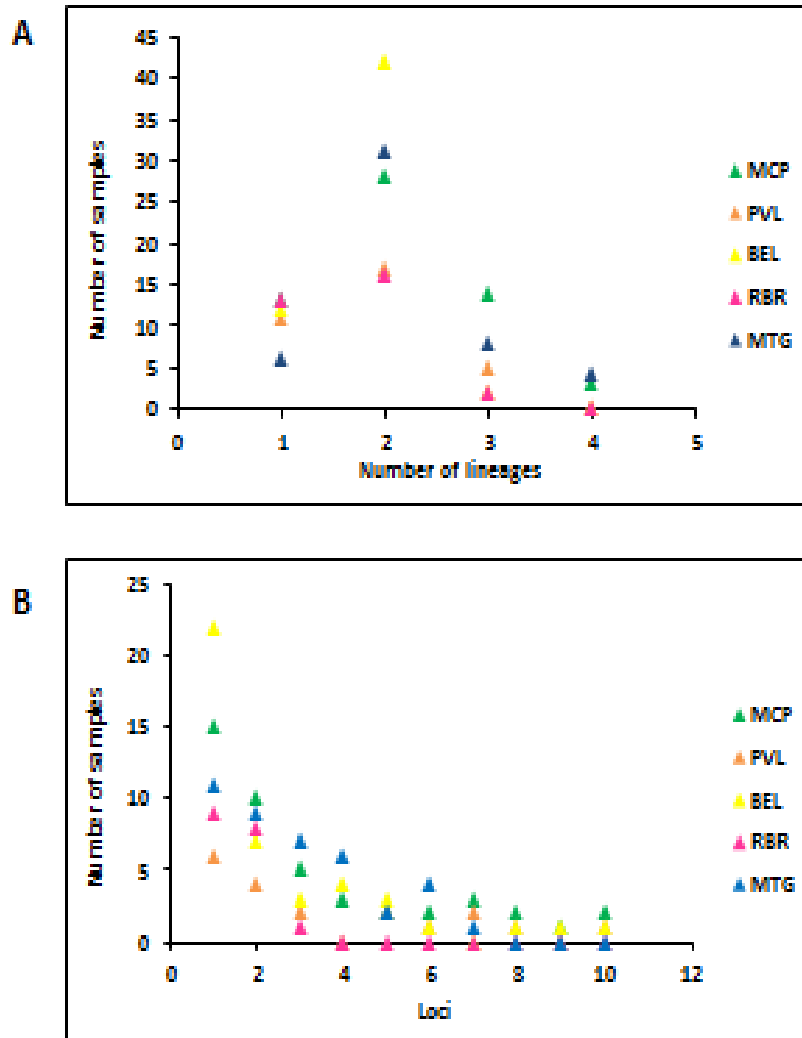 A
45
40
35
30
25
20
15
10
5
0
Number of samples
0 1 2 3 4 5
Number of lineages
MCP
PVL
BEL
RBR
MTG
B
25
20
15
10
5
0
Number of samples
0 2 4 6 8 10 12
Loci
MCP
PVL
BEL
RBR
MTG